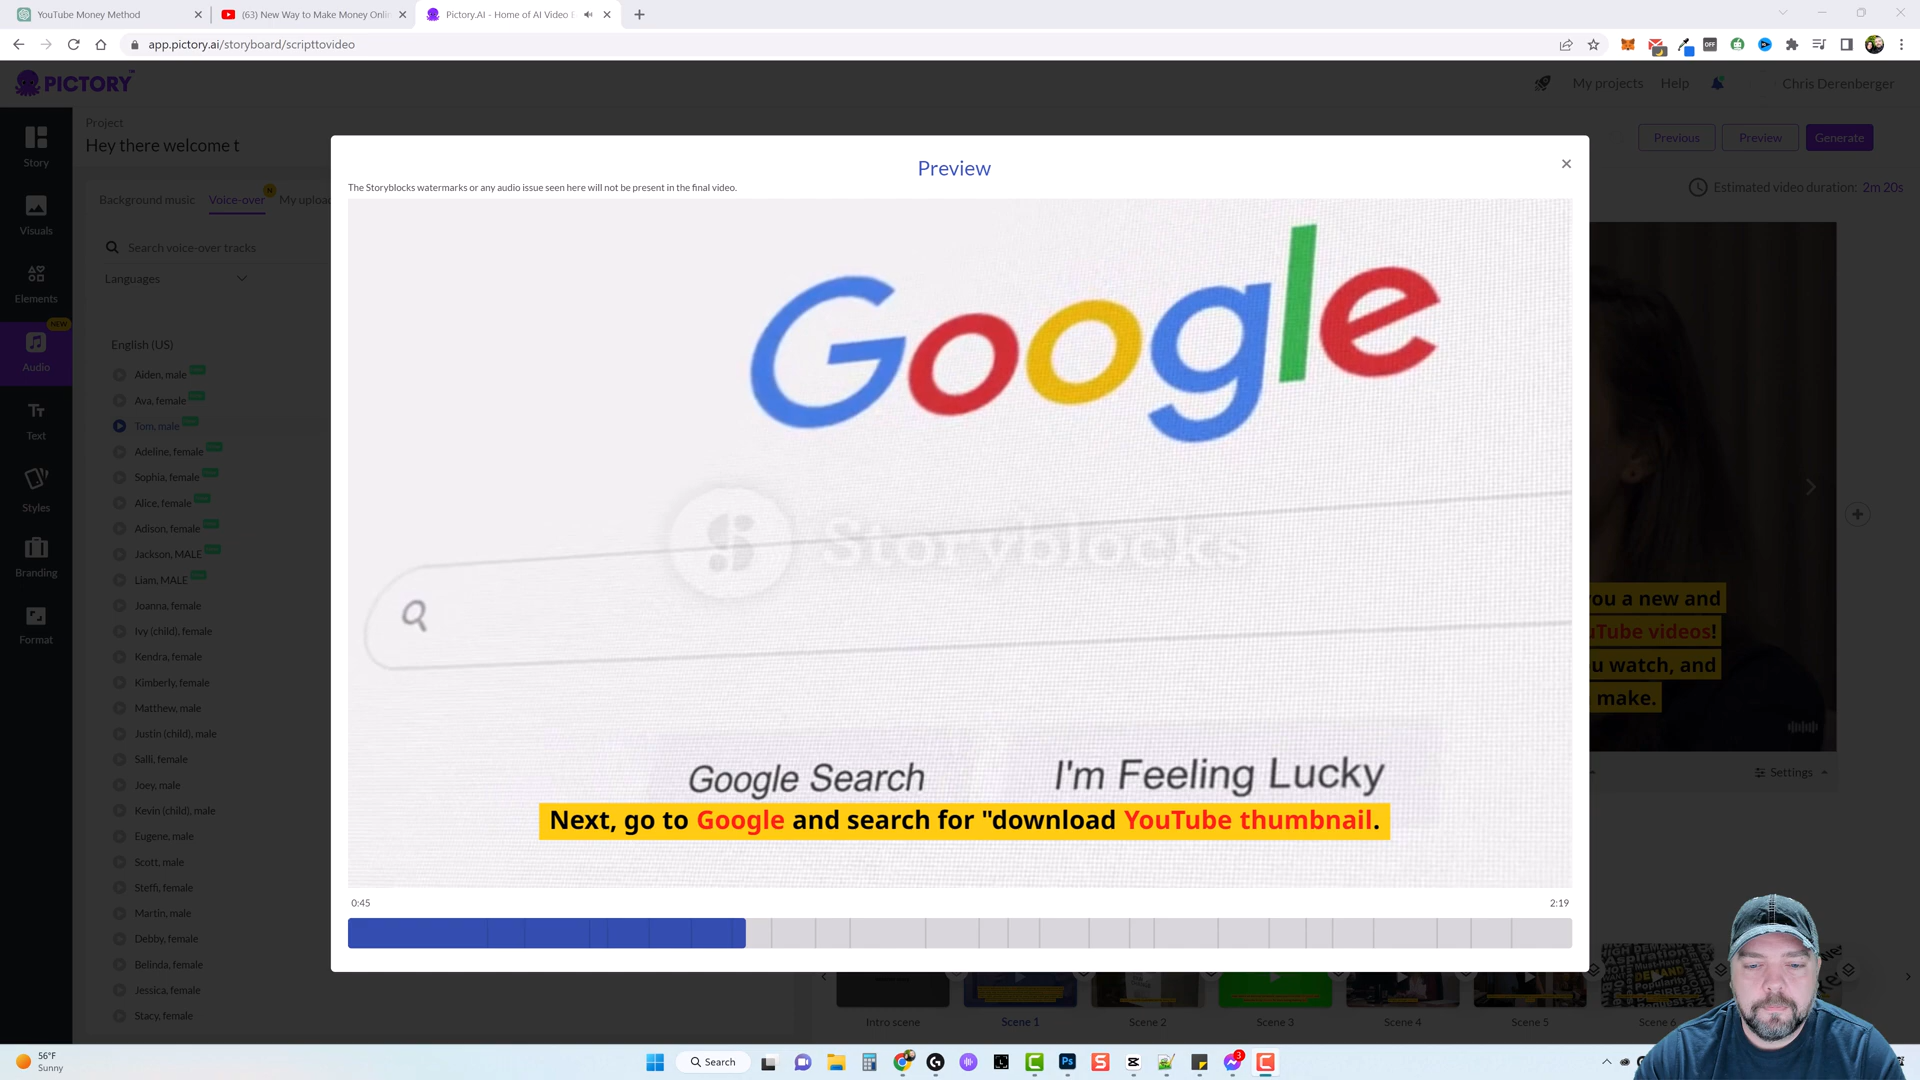 YouTube Money Method
(63) New Way to Make Money Onli
Pictory.AI - Home of AI Video
app.pictory.ai/storyboard/scripttovideo
OFF
PICTORY
My projects
Help
Chris Derenberger
Project
Hey there welcome t
Previous
Preview
Generate
Estimated video duration: 2m 20s
Story
Visuals
Elements
NEW
Audio
Text
Styles
Branding
Format
Background music
Voice-over
My upload
Search voice-over tracks
Languages
English (US)
Aiden, male
Ava, female
Tom, male
Adeline, female
Sophia, female
Alice, female
Adison, female
Jackson, MALE
Liam, MALE
Joanna, female
Ivy (child), female
Kendra, female
Kimberly, female
Matthew, male
Justin (child), male
Salli, female
Joey, male
Kevin (child), male
Eugene, male
Scott, male
Steffi, female
Martin, male
Debby, female
Belinda, female
Jessica, female
Stacy, female
Preview
The Storyblocks watermarks or any audio issue seen here will not be present in the final video.
Google
Storyblocks
Google Search
I'm Feeling Lucky
Next, go to Google and search for "download YouTube thumbnail.
0:45
2:19
you a new and
uTube videos!
u watch, and
make.
Settings
Intro scene
Scene 1
Scene 2
Scene 3
Scene 4
Scene 5
Scene 6
56°F
Sunny
Search
3